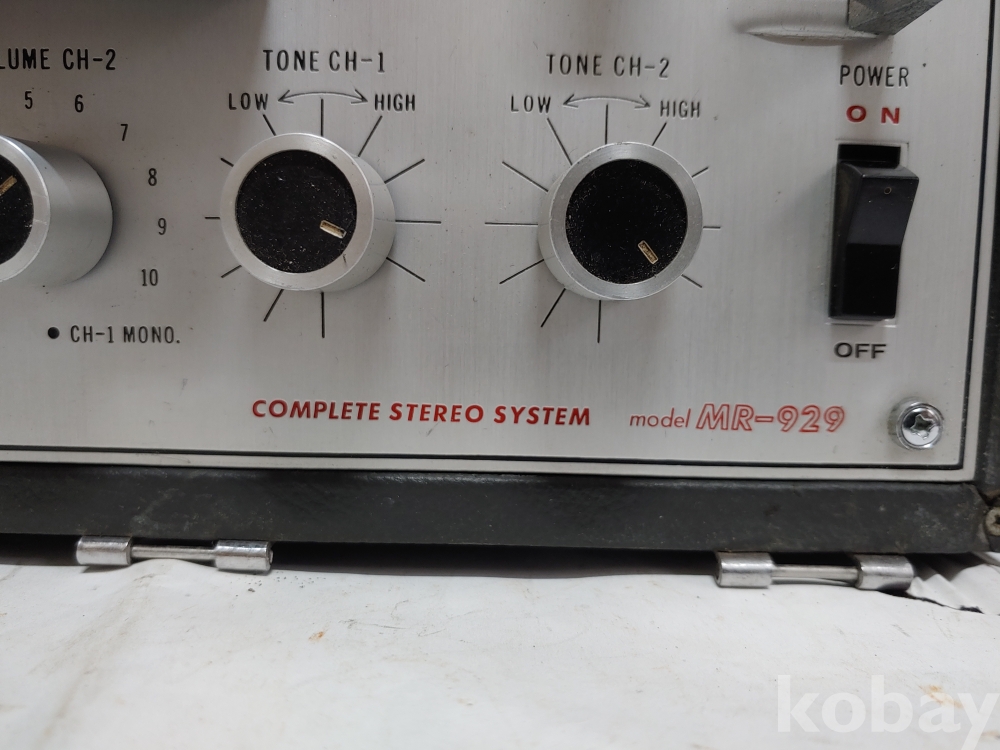 LUME CH-2
5 6
7
8
9
10
● CH-1 MONO.
TONE CH-1
LOW HIGH
TONE CH-2
LOW HIGH
POWER
ON
OFF
COMPLETE STEREO SYSTEM model MR-929
kobay